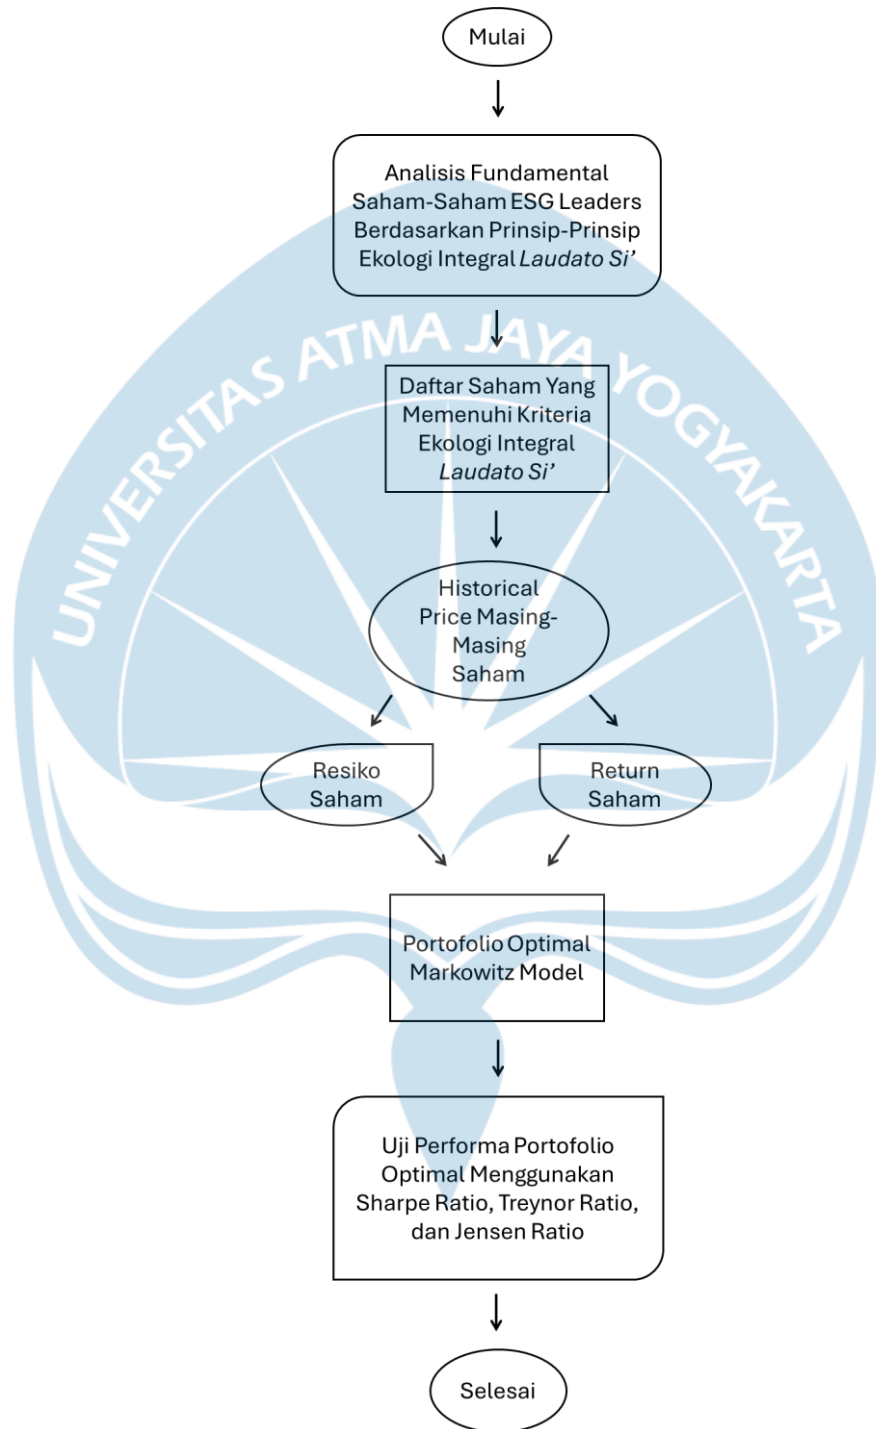 Mulai
Analisis Fundamental
Saham-Saham ESG Leaders
Berdasarkan Prinsip-Prinsip
Ekologi Integral Laudato Si’
UNIVERSITAS ATMA JAYA YOGYAKARTA
Daftar Saham Yang
Memenuhi Kriteria
Ekologi Integral
Laudato Si’
Historical
Price Masing-
Masing
Saham
Resiko
Saham
Return
Saham
Portofolio Optimal
Markowitz Model
Uji Performa Portofolio
Optimal Menggunakan
Sharpe Ratio, Treynor Ratio,
dan Jensen Ratio
Selesai